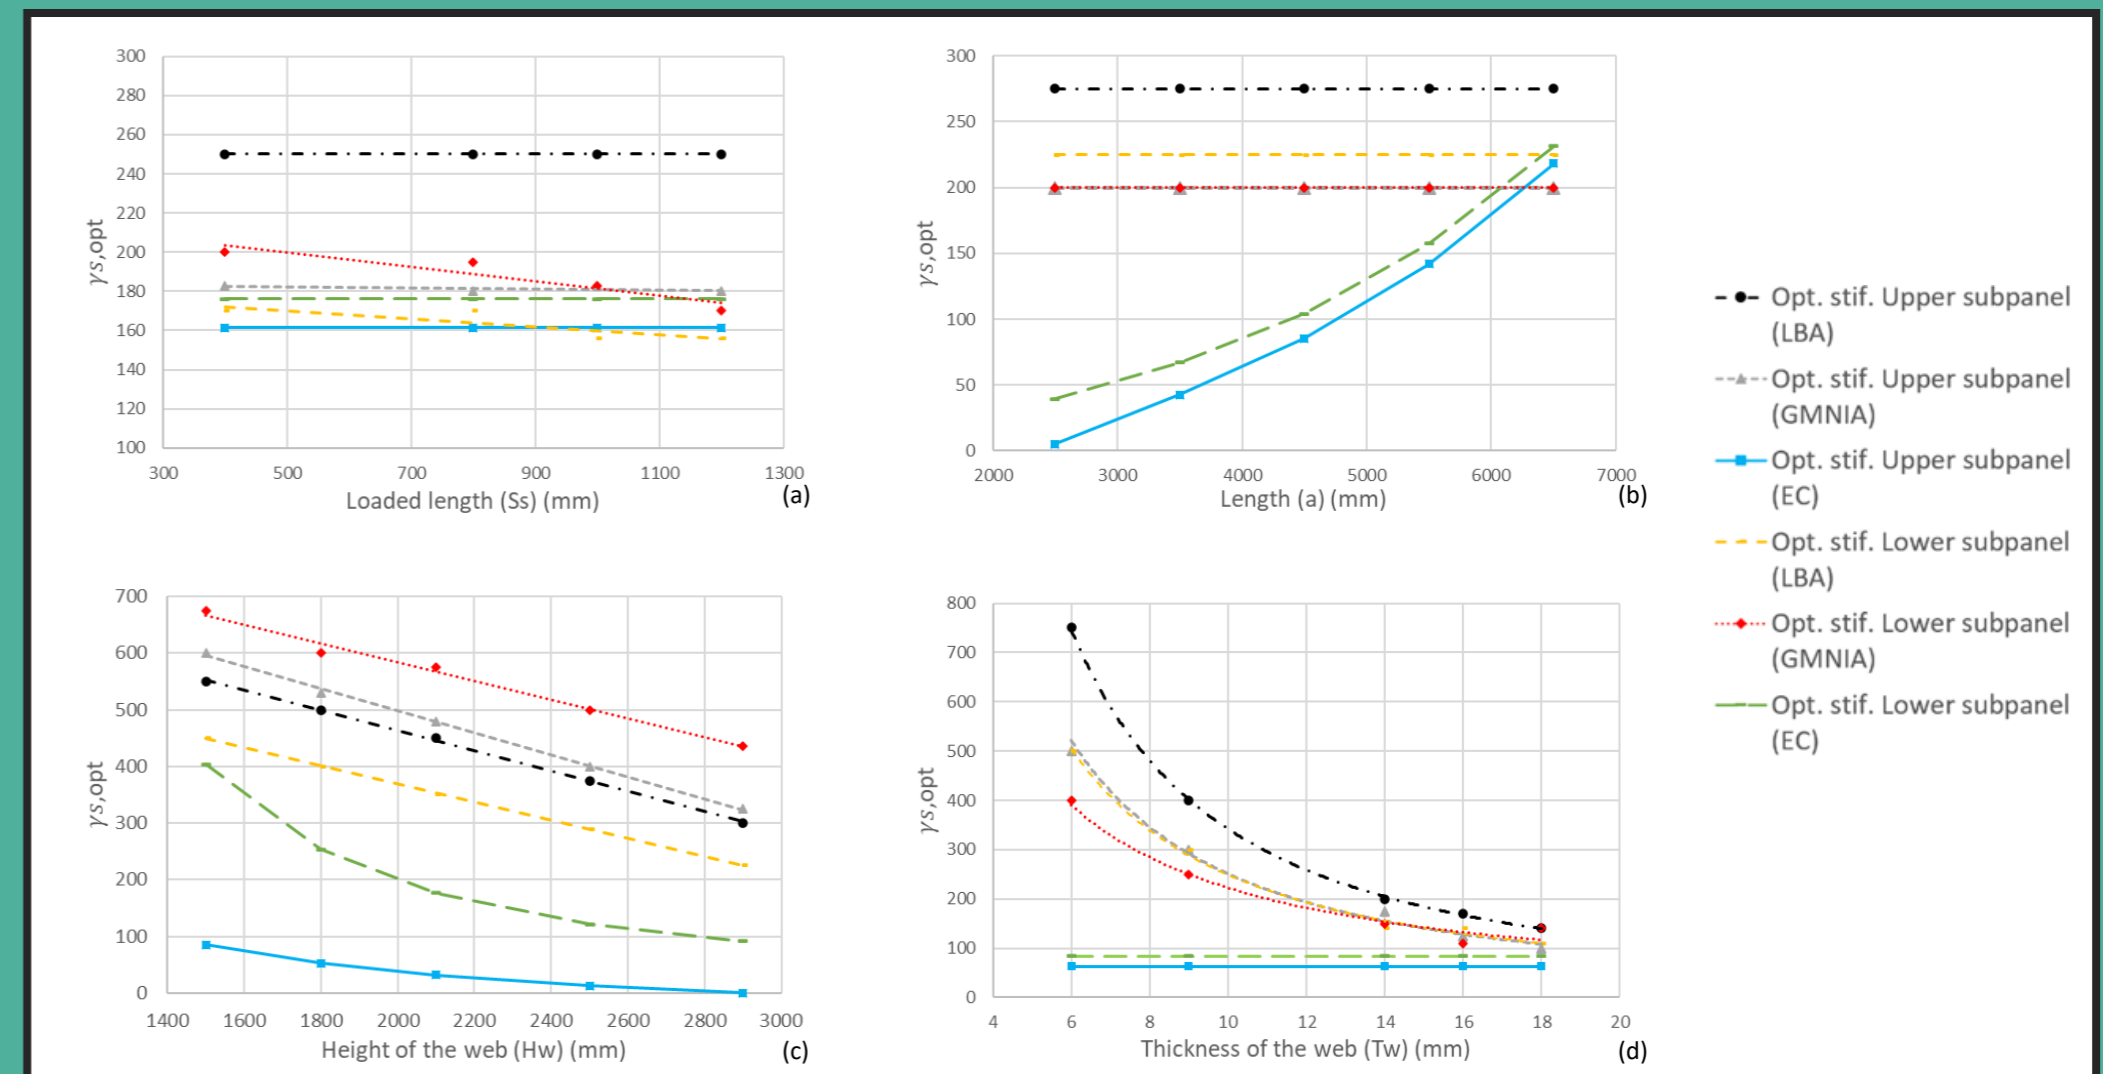 300
280
260
240
220
200
180
160
140
120
100
γs,opt
300 500 700 900 1100 1300
Loaded length (Ss) (mm)
(a)
300
250
200
150
100
50
0
γs,opt
2000 3000 4000 5000 6000 7000
Length (a) (mm)
(b)
700
600
500
400
300
200
100
0
γs,opt
1400 1600 1800 2000 2200 2400 2600 2800 3000
Height of the web (Hw) (mm)
(c)
800
700
600
500
400
300
200
100
0
γs,opt
4 6 8 10 12 14 16 18 20
Thickness of the web (Tw) (mm)
(d)
Opt. stif. Upper subpanel
(LBA)
Opt. stif. Upper subpanel
(GMNIA)
Opt. stif. Upper subpanel
(EC)
Opt. stif. Lower subpanel
(LBA)
Opt. stif. Lower subpanel
(GMNIA)
Opt. stif. Lower subpanel
(EC)